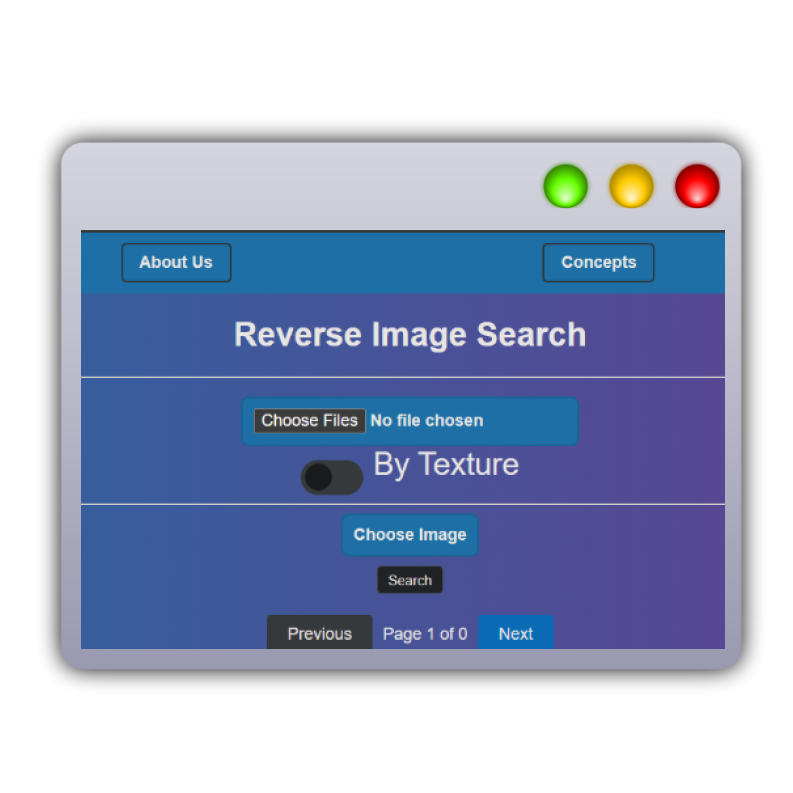 About Us Concepts
Reverse Image Search
Choose Files No file chosen
By Texture
Choose Image
Search
Previous Page 1 of 0 Next